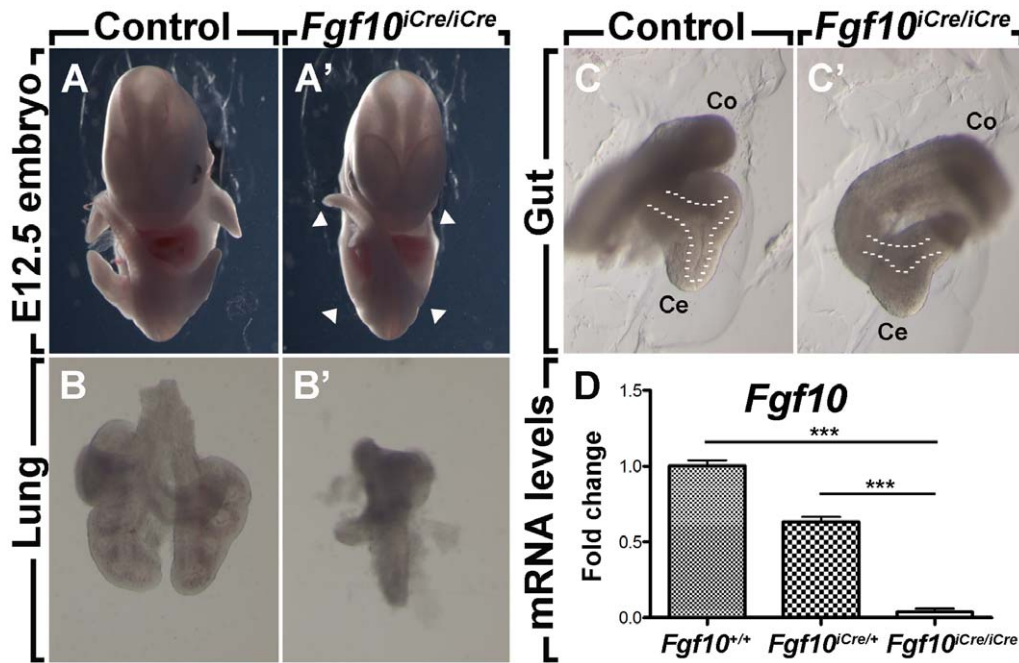 Control
Fgf10iCre/iCre
Control
Fgf10iCre/iCre
E12.5 embryo
A
A'
Gut
C
Co
Ce
C'
Co
Ce
Lung
B
B'
mRNA levels
D
Fgf10
Fold change
1.5
1.0
0.5
0.0
***
***
Fgf10+/+
Fgf10iCre/+
Fgf10iCre/iCre